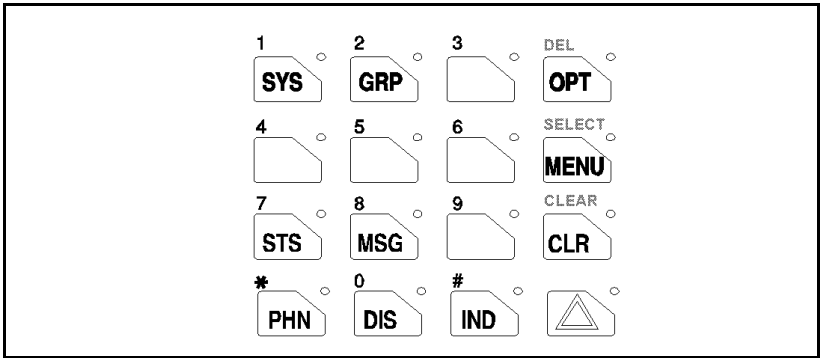 1 2 3 DEL
SYS GRP OPT
4 5 6 SELECT
MENU
7 8 9 CLEAR
STS MSG CLR
* 0 #
PHN DIS IND